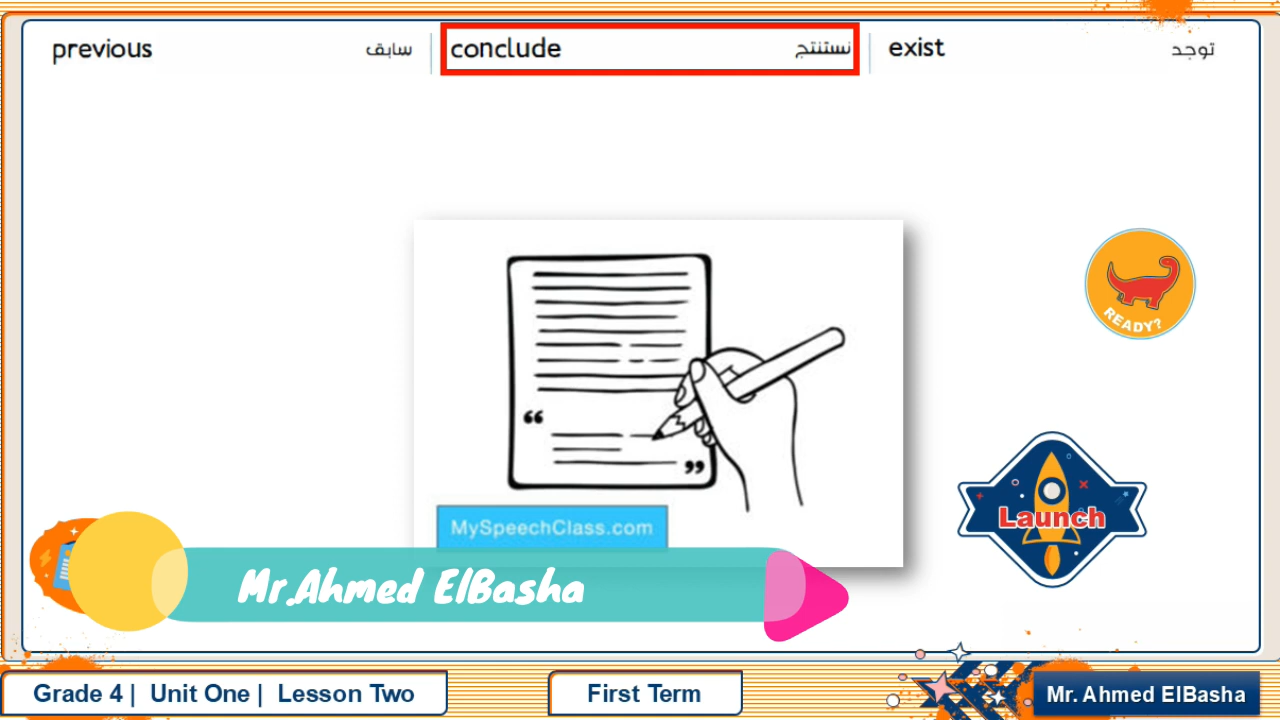 previous سابق conclude نستنتج exist توجد
READY?
Launch
MySpeechClass.com
Mr.Ahmed ElBasha
Grade 4 | Unit One | Lesson Two
First Term
Mr. Ahmed ElBasha